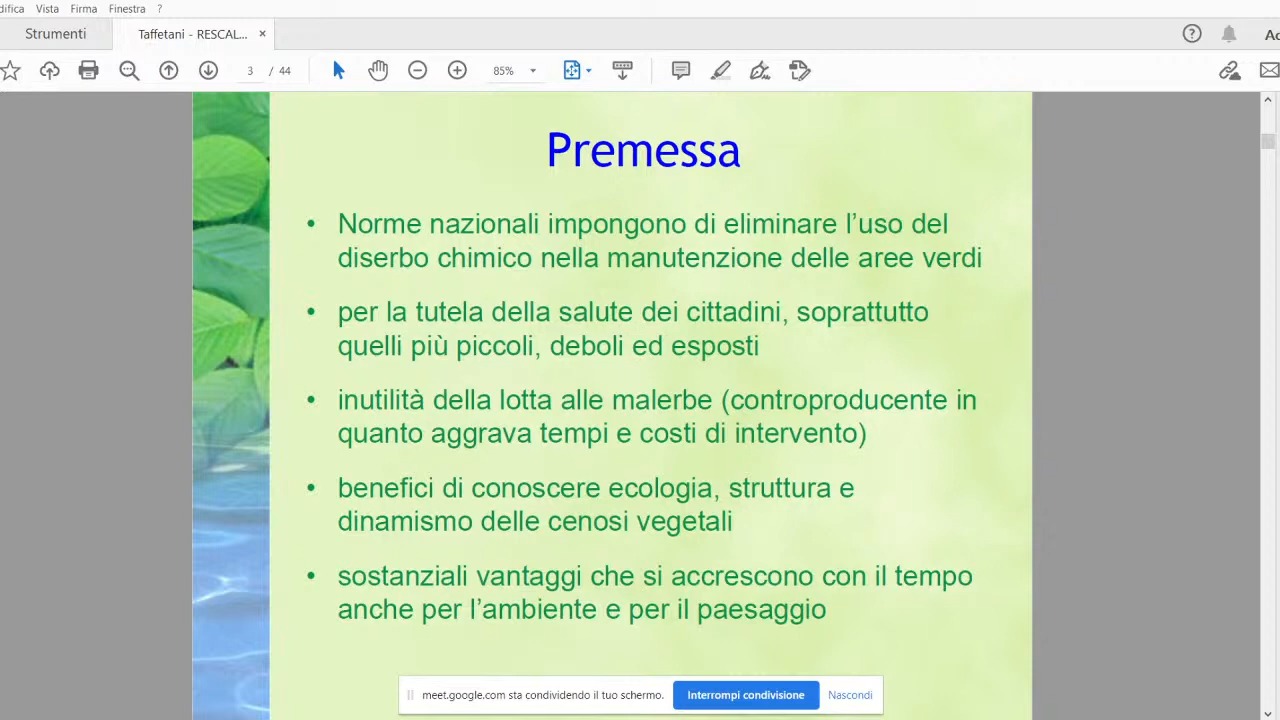 difica Vista Firma Finestra ?
Strumenti Taffetani - RESCAL... ×
3 / 44 85%
Premessa
• Norme nazionali impongono di eliminare l’uso del
diserbo chimico nella manutenzione delle aree verdi
• per la tutela della salute dei cittadini, soprattutto
quelli più piccoli, deboli ed esposti
• inutilità della lotta alle malerbe (controproducente in
quanto aggrava tempi e costi di intervento)
• benefici di conoscere ecologia, struttura e
dinamismo delle cenosi vegetali
• sostanziali vantaggi che si accrescono con il tempo
anche per l’ambiente e per il paesaggio
meet.google.com sta condividendo il tuo schermo. Interrompi condivisione Nascondi